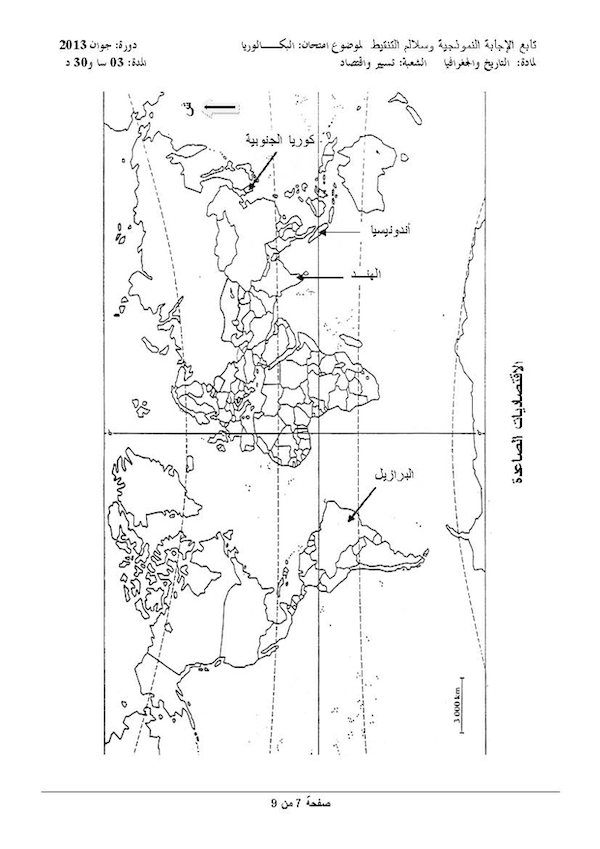 تابع الإجابة النموذجية وسلالم التنقيط لموضوع امتحان: البكـــالوريا دورة: جوان 2013
المادة: التاريخ والجغرافيا الشعبة: تسيير واقتصاد المدة: 03 سا و30 د
كوريا الجنوبية
أندونيسيا
الهنـــد
الاقتصاديات الصاعدة
البرازيل
3 000 km
صفحة 7 من 9